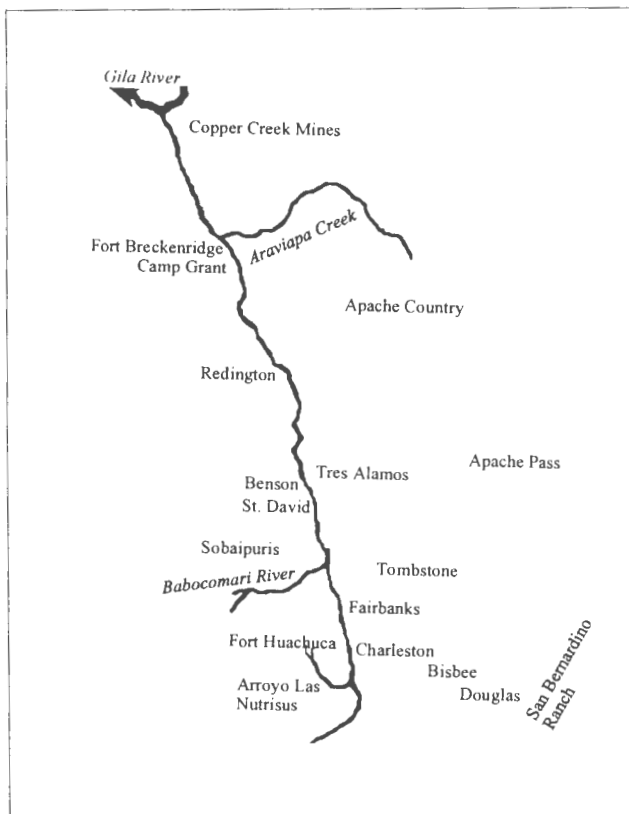 Gila River
Copper Creek Mines
Araviapa Creek
Fort Breckenridge
Camp Grant
Apache Country
Redington
Tres Alamos
Apache Pass
Benson
St. David
Sobaipuris
Babocomari River
Tombstone
Fairbanks
Fort Huachuca
Charleston
Bisbee
Douglas
San Bernardino
Ranch
Arroyo Las
Nutrisus